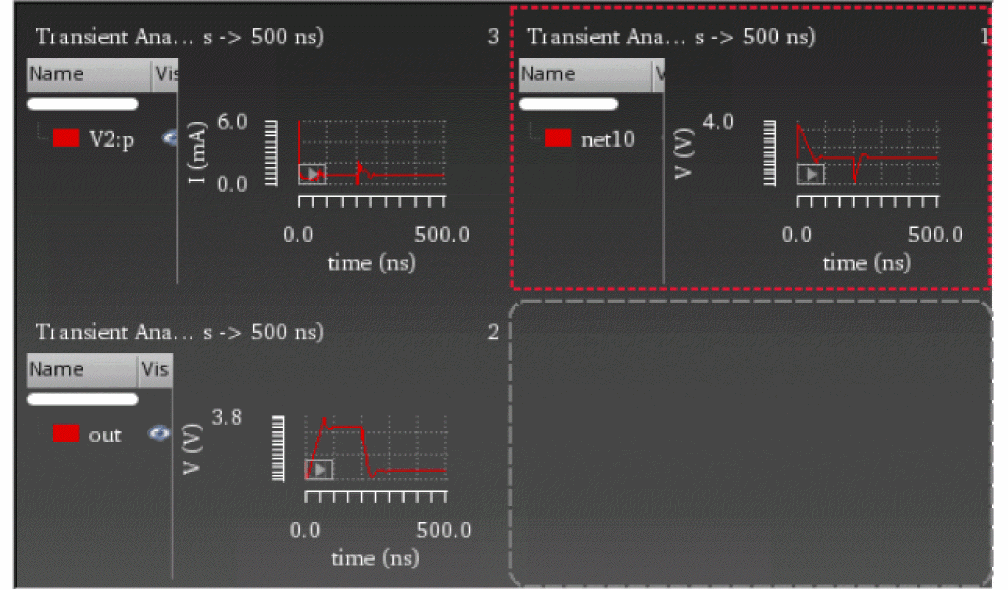 Transient Ana... s -> 500 ns) 3
Name Vis
V2:p
I (mA)
6.0
0.0
0.0 500.0
time (ns)
Transient Ana... s -> 500 ns) 1
Name V
net10
V (V)
4.0
0.0 500.0
time (ns)
Transient Ana... s -> 500 ns) 2
Name Vis
out
V (V)
3.8
0.0 500.0
time (ns)